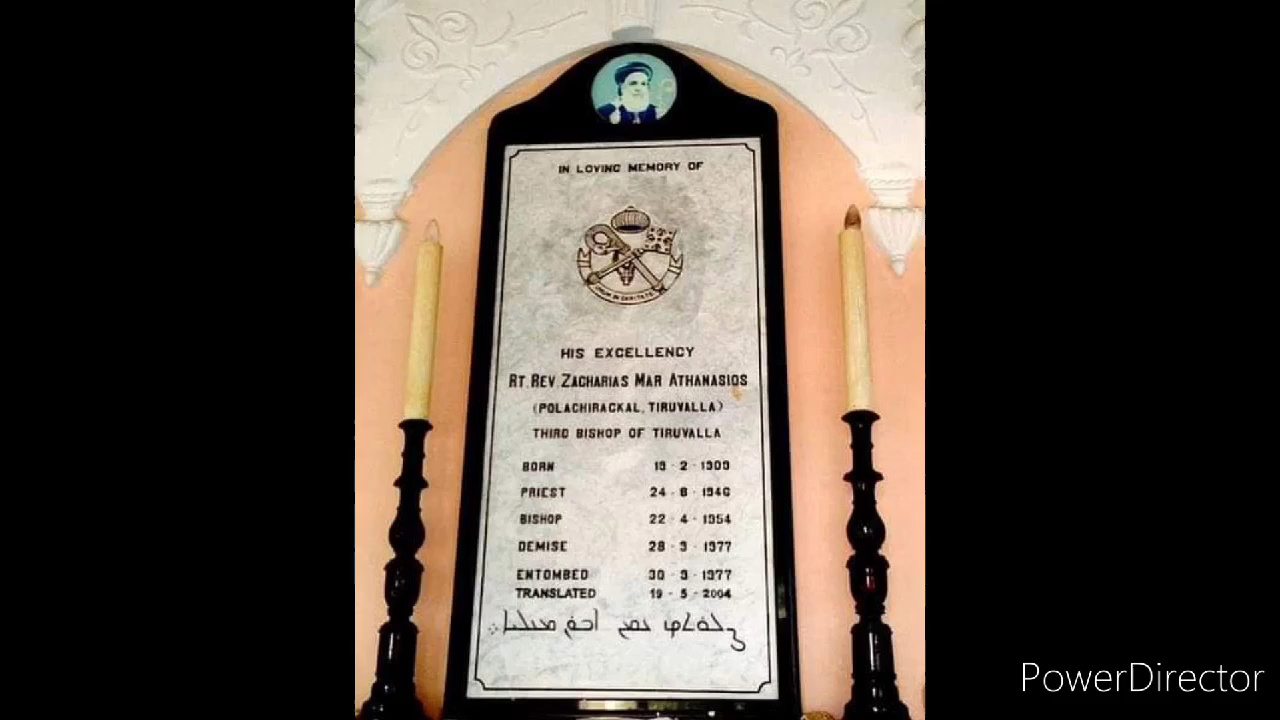 IN LOVING MEMORY OF
HIS EXCELLENCY
RT. REV. ZACHARIAS MAR ATHANASIOS
(POLACHIRACKAL, TIRUVALLA)
THIRD BISHOP OF TIRUVALLA
BORN 19 - 2 - 1909
PRIEST 24 - 8 - 1946
BISHOP 22 - 4 - 1954
DEMISE 28 - 9 - 1977
ENTOMBED 30 - 9 - 1977
TRANSLATED 19 - 5 - 2004
PowerDirector